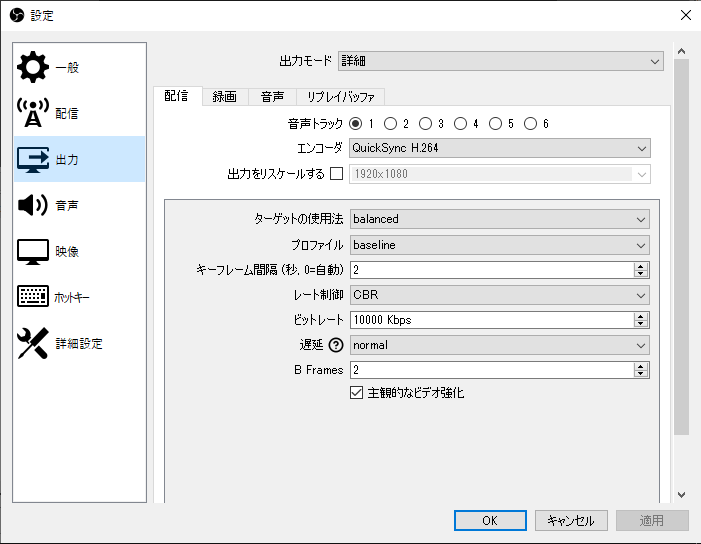 設定
一般
配信
出力
音声
映像
ホットキー
詳細設定
出力モード 詳細
配信 録画 音声 リプレイバッファ
音声トラック 1 2 3 4 5 6
エンコーダ QuickSync H.264
出力をリスケールする 1920x1080
ターゲットの使用法 balanced
プロファイル baseline
キーフレーム間隔 (秒, 0=自動) 2
レート制御 CBR
ビットレート 10000 Kbps
遅延 ? normal
B Frames 2
主観的なビデオ強化
OK キャンセル 適用